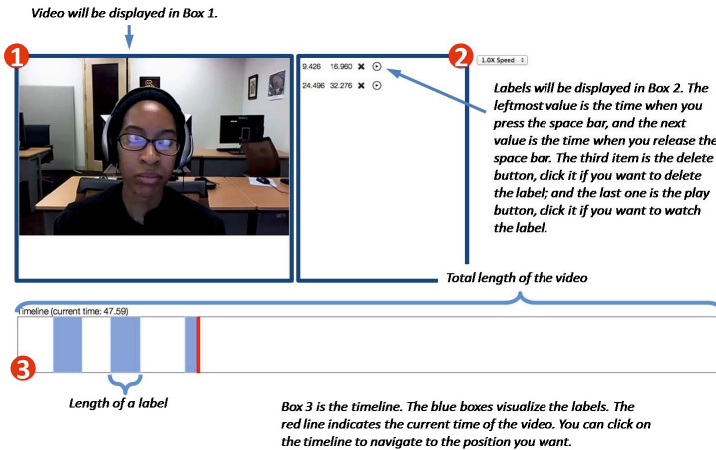 Video will be displayed in Box 1.
1
2
1.0X Speed
9.426 16.960
24.496 32.276
Labels will be displayed in Box 2. The
leftmost value is the time when you
press the space bar, and the next
value is the time when you release the
space bar. The third item is the delete
button, click it if you want to delete
the label; and the last one is the play
button, click it if you want to watch
the label.
Total length of the video
Timeline (current time: 47.59)
3
Length of a label
Box 3 is the timeline. The blue boxes visualize the labels. The
red line indicates the current time of the video. You can click on
the timeline to navigate to the position you want.